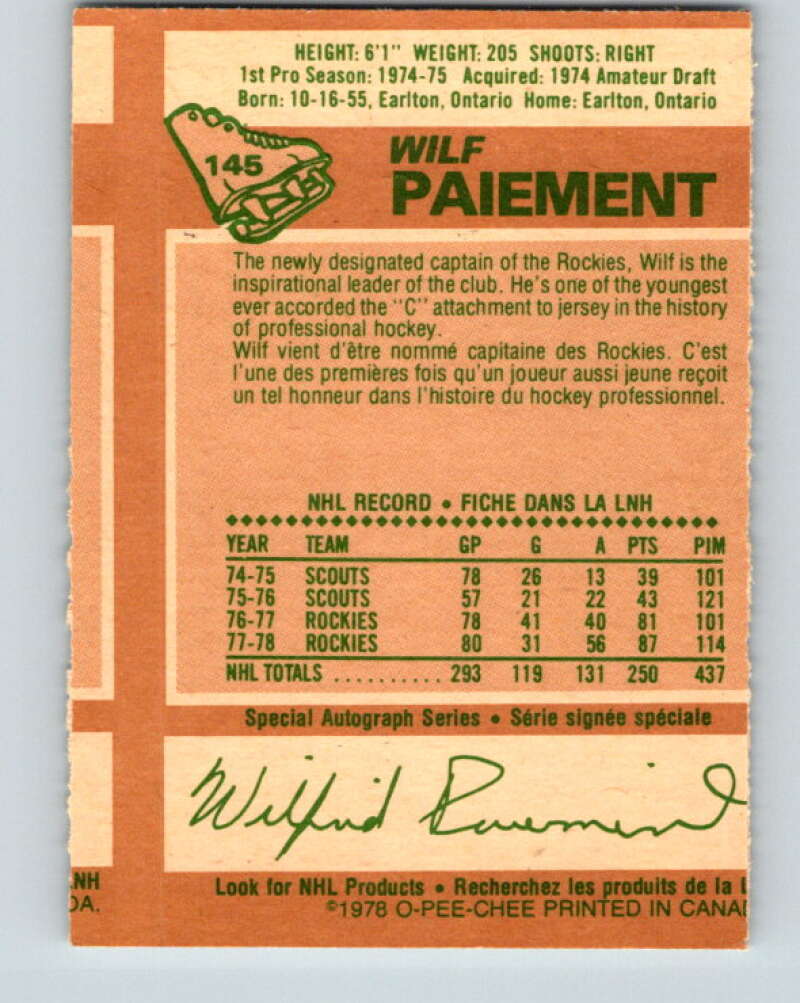 HEIGHT: 6'1" WEIGHT: 205 SHOOTS: RIGHT
1st Pro Season: 1974-75 Acquired: 1974 Amateur Draft
Born: 10-16-55, Earlton, Ontario Home: Earlton, Ontario
145
WILF
PAIEMENT
The newly designated captain of the Rockies, Wilf is the
inspirational leader of the club. He's one of the youngest
ever accorded the "C" attachment to jersey in the history
of professional hockey.
Wilf vient d'être nommé capitaine des Rockies. C'est
l'une des premières fois qu'un joueur aussi jeune reçoit
un tel honneur dans l'histoire du hockey professionnel.
NHL RECORD • FICHE DANS LA LNH
YEAR TEAM GP G A PTS PIM
74-75 SCOUTS 78 26 13 39 101
75-76 SCOUTS 57 21 22 43 121
76-77 ROCKIES 78 41 40 81 101
77-78 ROCKIES 80 31 56 87 114
NHL TOTALS .......... 293 119 131 250 437
Special Autograph Series • Série signée spéciale
Wilfrid Paiement
.NH
DA.
Look for NHL Products • Recherchez les produits de la L
©1978 O-PEE-CHEE PRINTED IN CANA